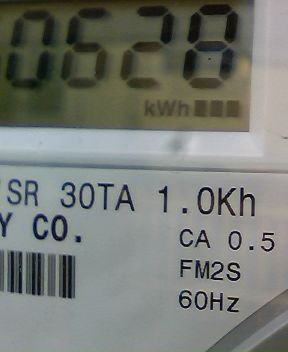 0628
kWh
SR 30TA 1.0Kh
Y CO.
CA 0.5
FM2S
60Hz